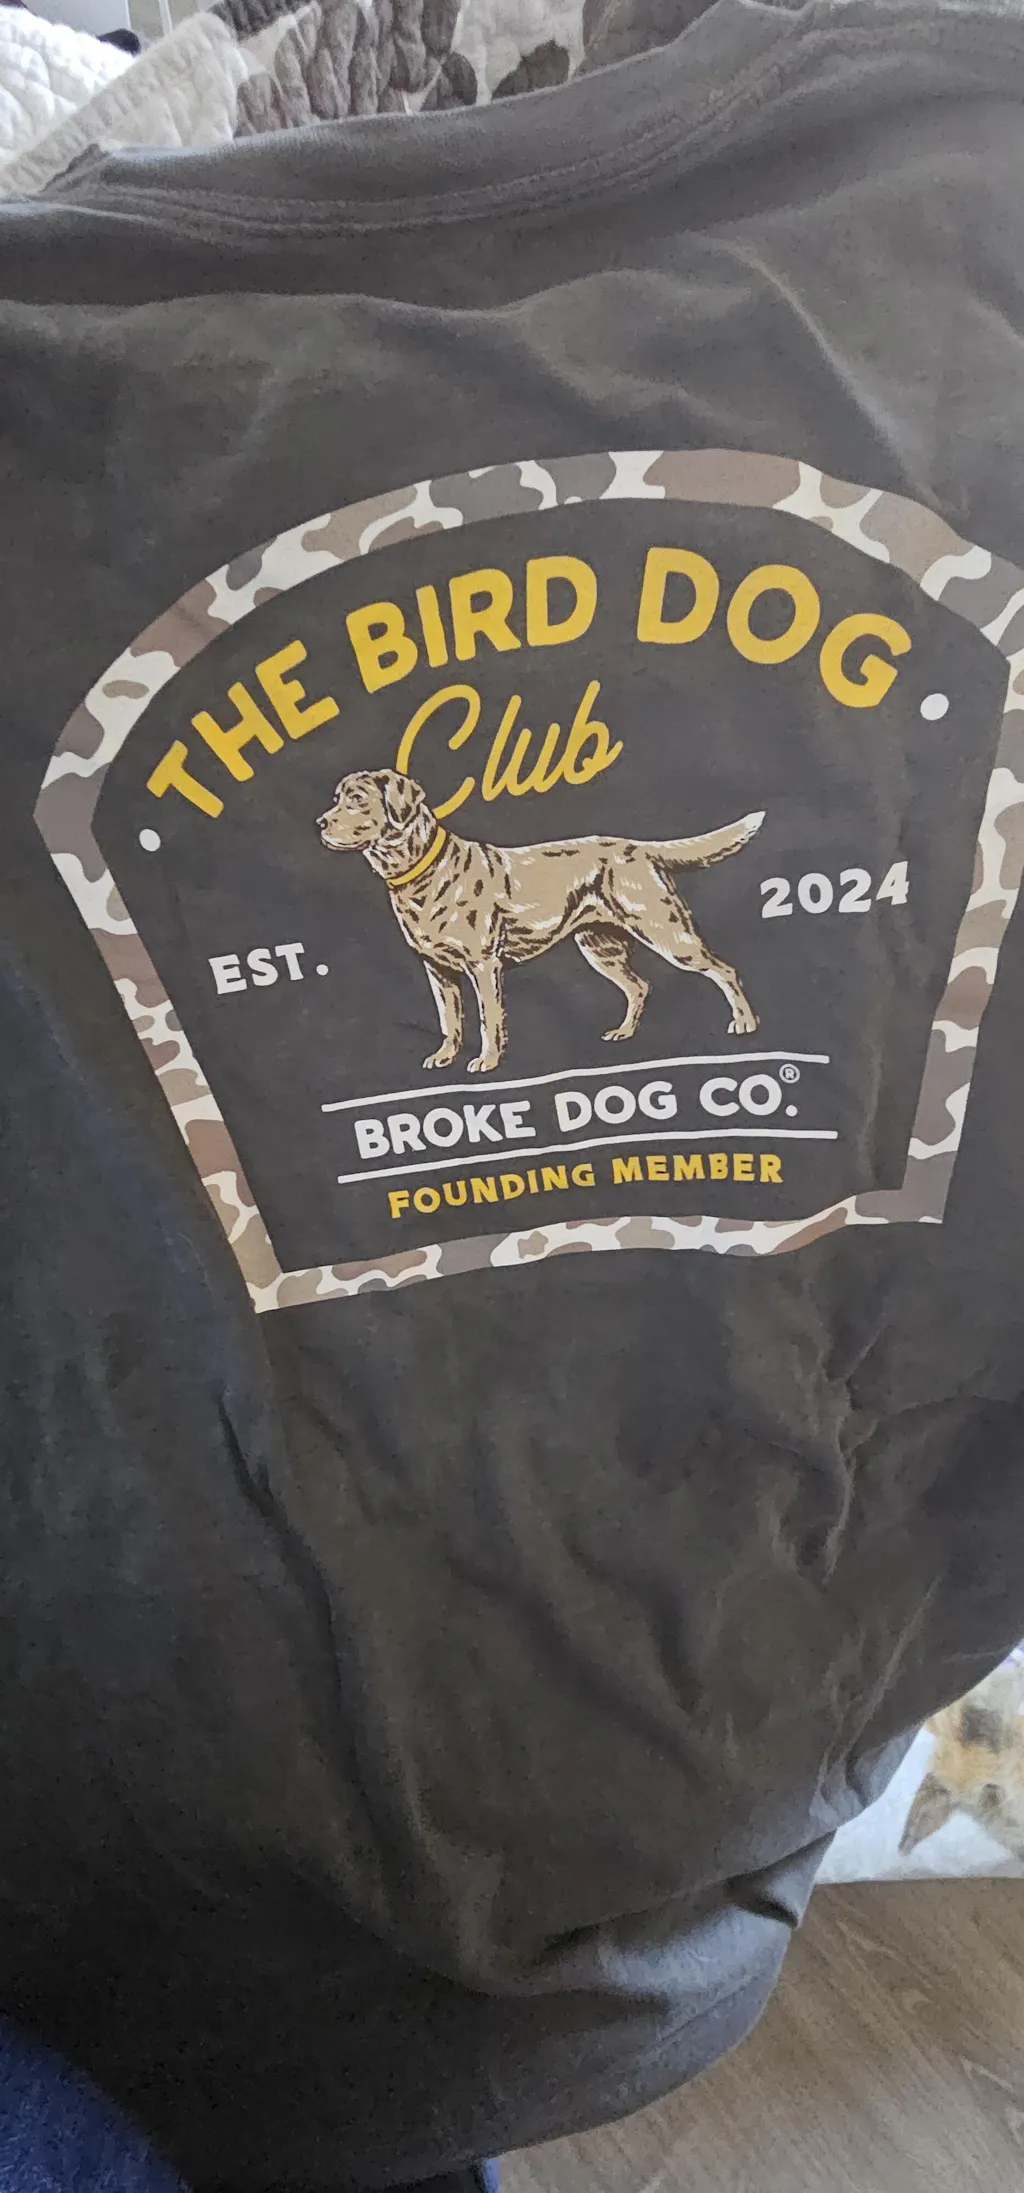 THE BIRD DOG
Club
EST. 2024
BROKE DOG CO.®
FOUNDING MEMBER